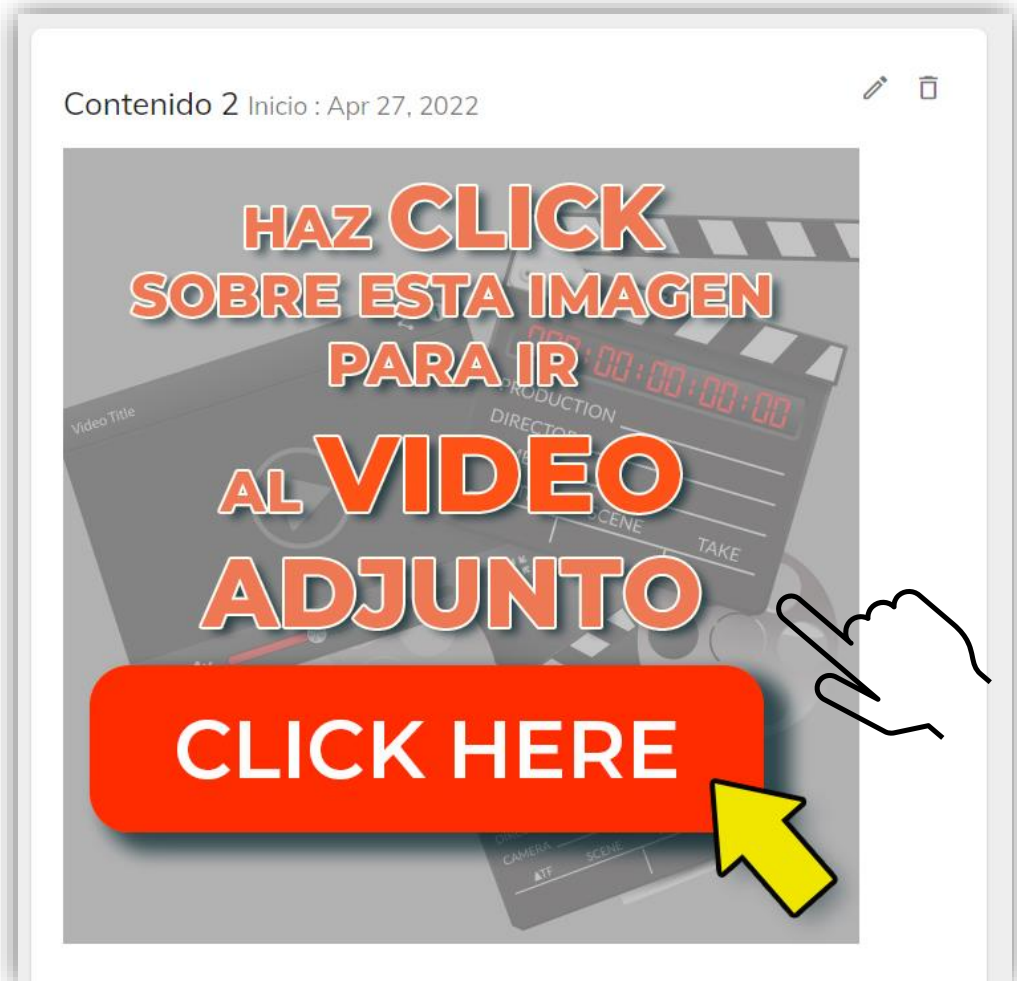 Contenido 2 Inicio : Apr 27, 2022
HAZ CLICK
SOBRE ESTA IMAGEN
PARA IR
000:00:00:00:00
PRODUCTION
Video Title
DIRECTOR
AL VIDEO
SCENE
TAKE
ADJUNTO
CLICK HERE
CAMERA
SCENE